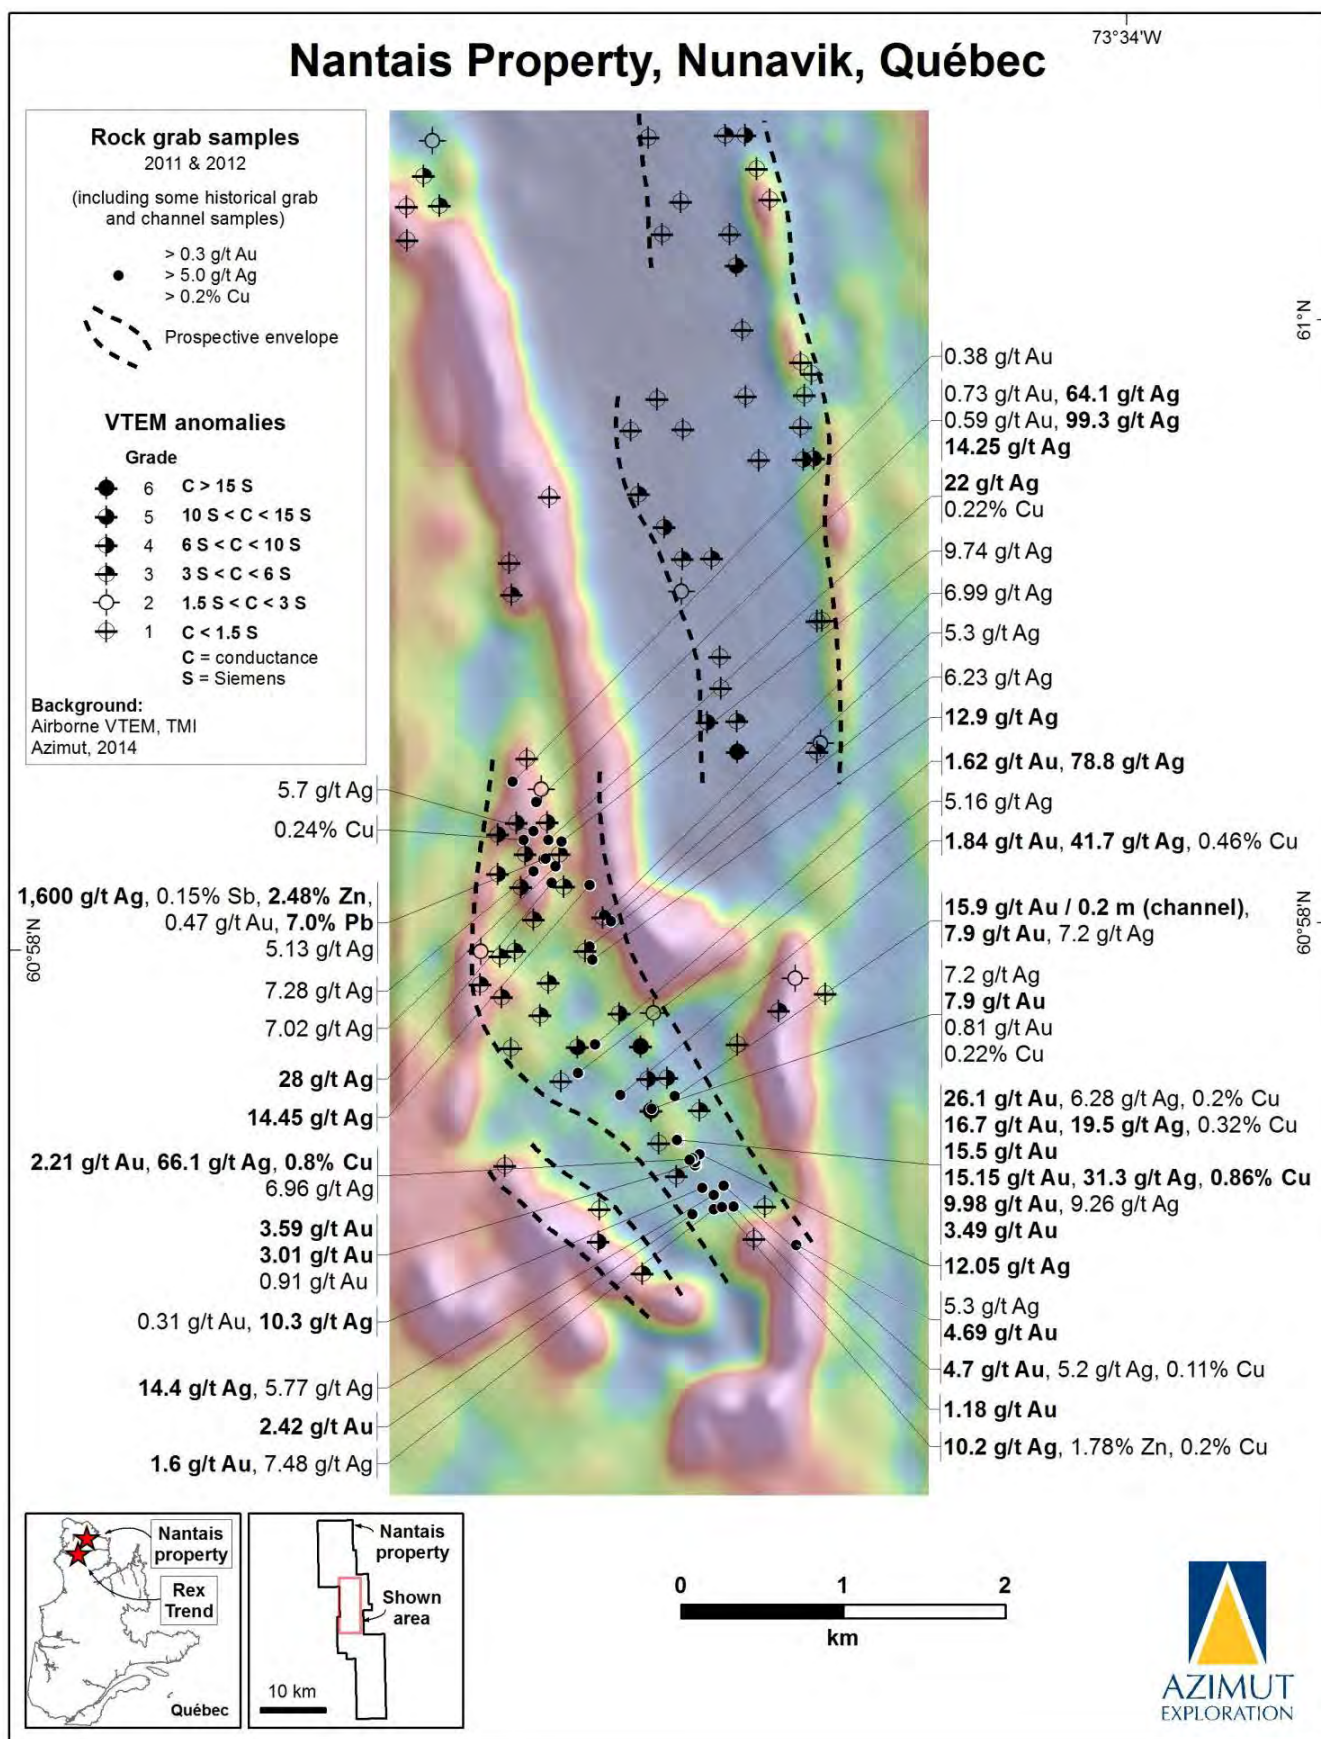 73°34'W
Nantais Property, Nunavik, Québec
Rock grab samples
2011 & 2012
(including some historical grab
and channel samples)
> 0.3 g/t Au
> 5.0 g/t Ag
> 0.2% Cu
Prospective envelope
VTEM anomalies
Grade
6 C > 15 S
5 10 S < C < 15 S
4 6 S < C < 10 S
3 3 S < C < 6 S
2 1.5 S < C < 3 S
1 C < 1.5 S
C = conductance
S = Siemens
Background:
Airborne VTEM, TMI
Azimut, 2014
60°58'N
5.7 g/t Ag
0.24% Cu
1,600 g/t Ag, 0.15% Sb, 2.48% Zn,
0.47 g/t Au, 7.0% Pb
5.13 g/t Ag
7.28 g/t Ag
7.02 g/t Ag
28 g/t Ag
14.45 g/t Ag
2.21 g/t Au, 66.1 g/t Ag, 0.8% Cu
6.96 g/t Ag
3.59 g/t Au
3.01 g/t Au
0.91 g/t Au
0.31 g/t Au, 10.3 g/t Ag
14.4 g/t Ag, 5.77 g/t Ag
2.42 g/t Au
1.6 g/t Au, 7.48 g/t Ag
61°N
0.38 g/t Au
0.73 g/t Au, 64.1 g/t Ag
0.59 g/t Au, 99.3 g/t Ag
14.25 g/t Ag
22 g/t Ag
0.22% Cu
9.74 g/t Ag
6.99 g/t Ag
5.3 g/t Ag
6.23 g/t Ag
12.9 g/t Ag
1.62 g/t Au, 78.8 g/t Ag
5.16 g/t Ag
1.84 g/t Au, 41.7 g/t Ag, 0.46% Cu
15.9 g/t Au / 0.2 m (channel),
7.9 g/t Au, 7.2 g/t Ag
60°58'N
7.2 g/t Ag
7.9 g/t Au
0.81 g/t Au
0.22% Cu
26.1 g/t Au, 6.28 g/t Ag, 0.2% Cu
16.7 g/t Au, 19.5 g/t Ag, 0.32% Cu
15.5 g/t Au
15.15 g/t Au, 31.3 g/t Ag, 0.86% Cu
9.98 g/t Au, 9.26 g/t Ag
3.49 g/t Au
12.05 g/t Ag
5.3 g/t Ag
4.69 g/t Au
4.7 g/t Au, 5.2 g/t Ag, 0.11% Cu
1.18 g/t Au
10.2 g/t Ag, 1.78% Zn, 0.2% Cu
Nantais
property
Rex
Trend
Québec
Nantais
property
Shown
area
10 km
0 1 2
km
AZIMUT
EXPLORATION